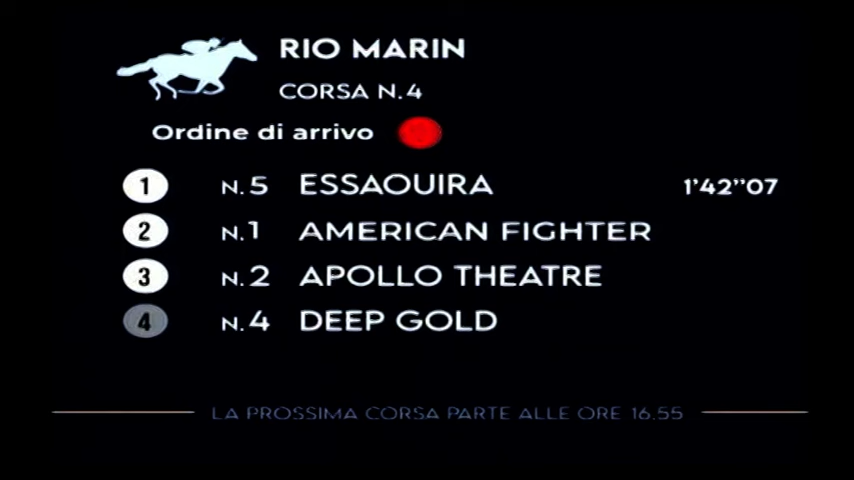 RIO MARIN
CORSA N.4
Ordine di arrivo
1 N.5 ESSAOUIRA 1'42"07
2 N.1 AMERICAN FIGHTER
3 N.2 APOLLO THEATRE
4 N.4 DEEP GOLD
LA PROSSIMA CORSA PARTE ALLE ORE 16.55